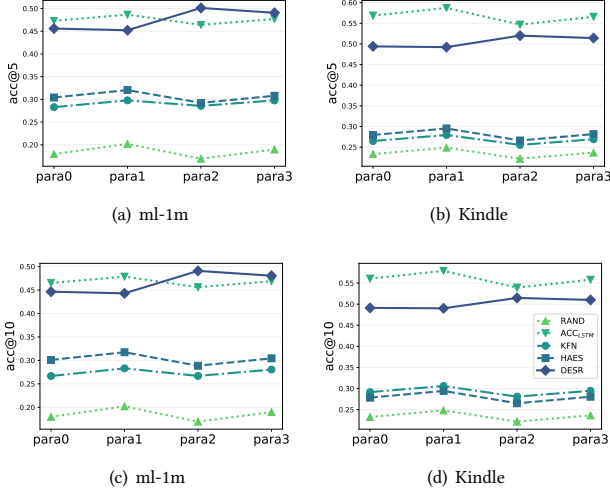 acc@5
0.50
0.45
0.40
0.35
0.30
0.25
0.20
para0 para1 para2 para3
(a) ml-1m
acc@5
0.60
0.55
0.50
0.45
0.40
0.35
0.30
0.25
para0 para1 para2 para3
(b) Kindle
acc@10
0.50
0.45
0.40
0.35
0.30
0.25
0.20
para0 para1 para2 para3
(c) ml-1m
acc@10
0.55
0.50
0.45
0.40
0.35
0.30
0.25
RAND
ACC_LSTM
KFN
HAES
DESR
para0 para1 para2 para3
(d) Kindle